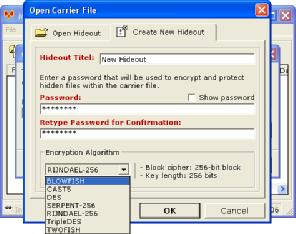 Open Carrier File
Open Hideout
Create New Hideout
Hideout Titel: New Hideout
Enter a password that will be used to encrypt and protect
hidden files within the carrier file.
Password:
Show password
********
Retype Password for Confirmation:
********
Encryption Algorithm
RIJNDAEL-256
- Block cipher: 256-bit block
- Key length: 256 bits
BLOWFISH
CAST5
DES
SERPENT-256
RIJNDAEL-256
TripleDES
TWOFISH
OK
Cancel